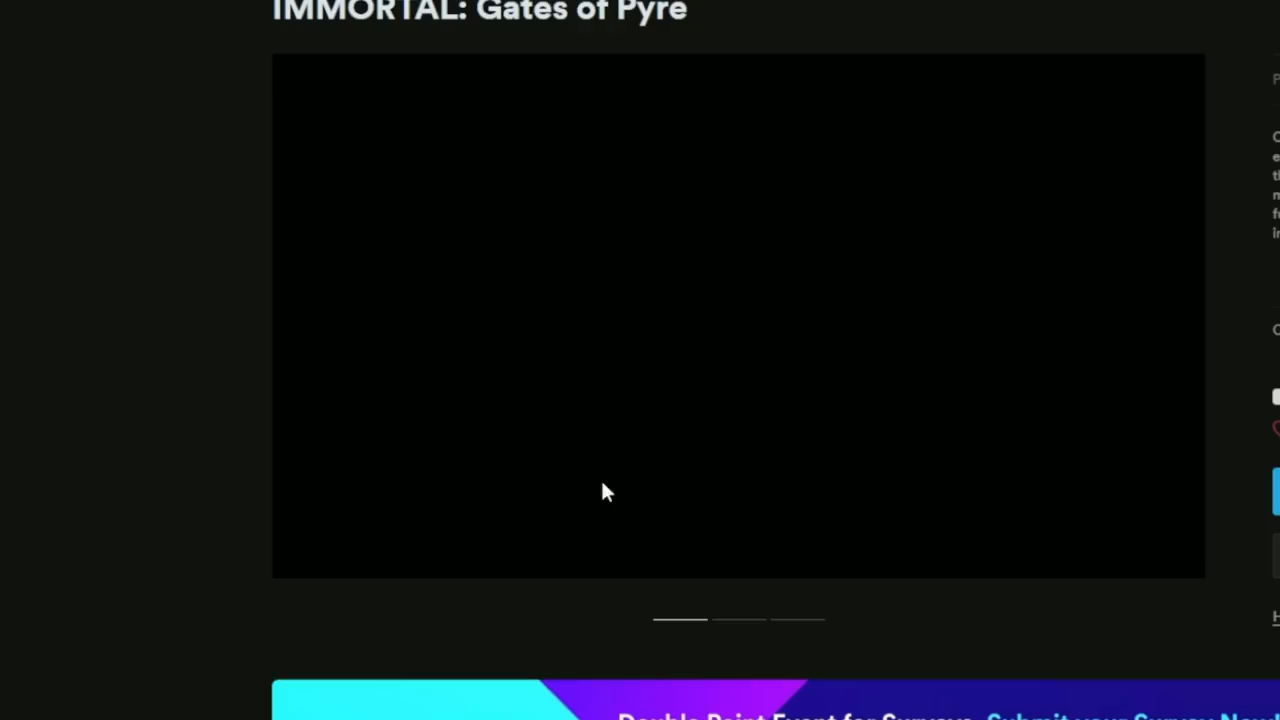 IMMORTAL: Gates of Pyre
Double Point Event for Surveys Submit your Survey Now!